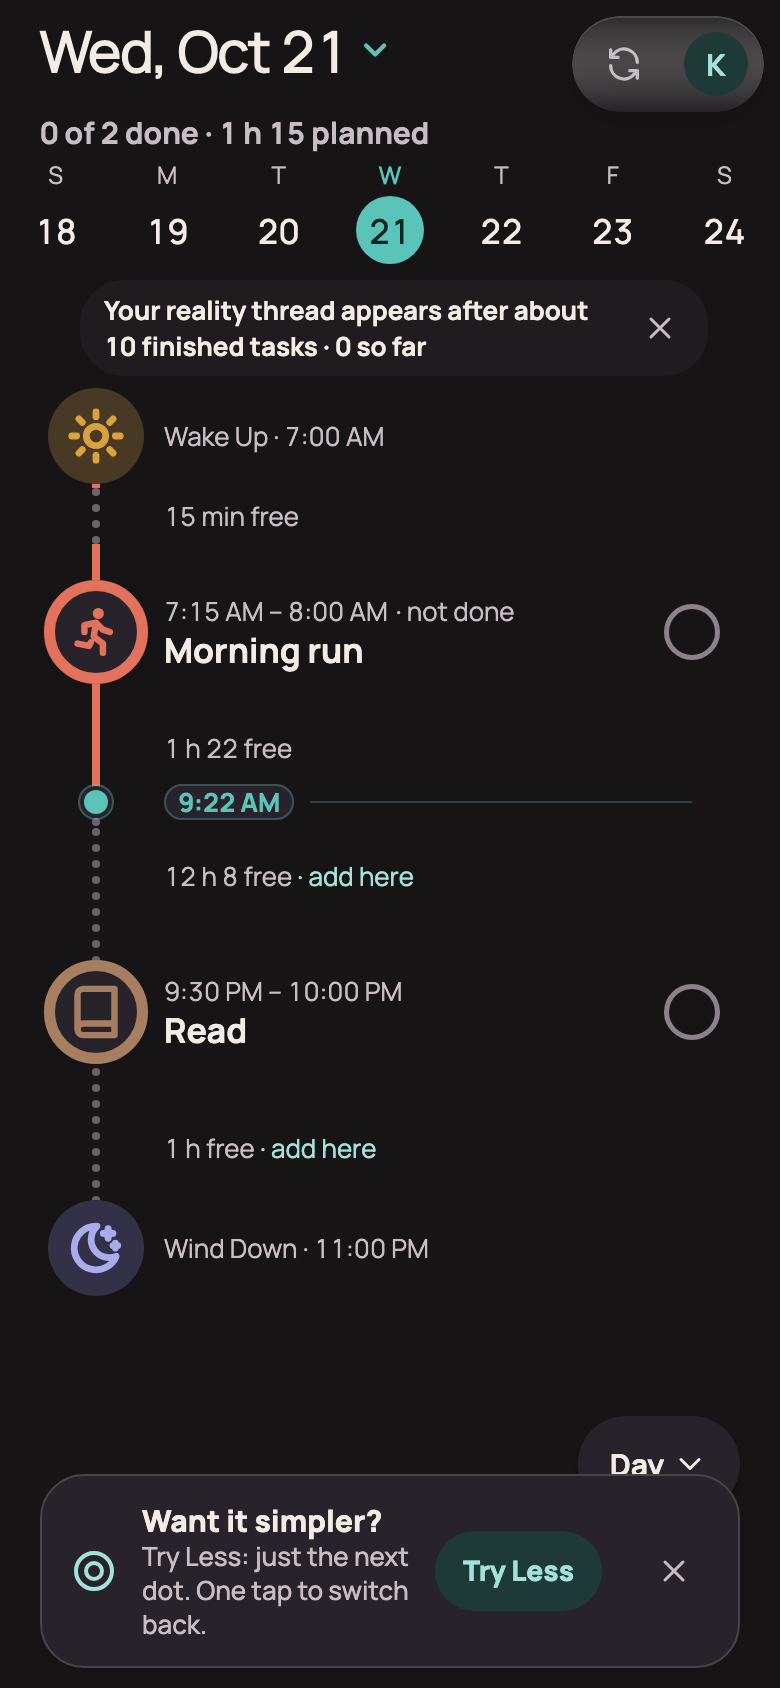 Wed, Oct 21
K
0 of 2 done · 1 h 15 planned
S M T W T F S
18 19 20 21 22 23 24
Your reality thread appears after about
10 finished tasks · 0 so far
Wake Up · 7:00 AM
15 min free
7:15 AM – 8:00 AM · not done
Morning run
1 h 22 free
9:22 AM
12 h 8 free · add here
9:30 PM – 10:00 PM
Read
1 h free · add here
Wind Down · 11:00 PM
Day
Want it simpler?
Try Less: just the next
dot. One tap to switch
back.
Try Less